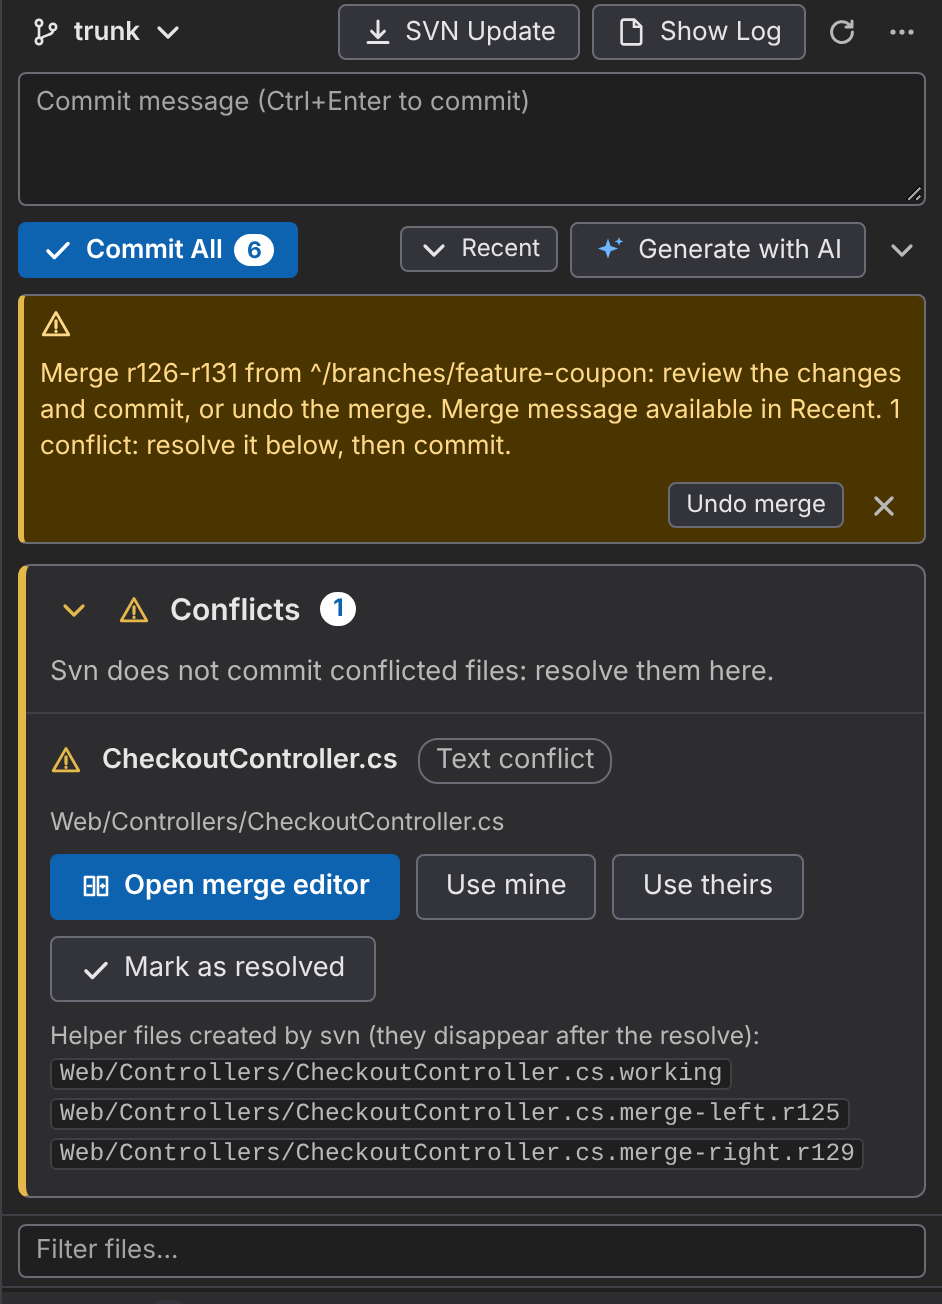 trunk
SVN Update
Show Log
Commit message (Ctrl+Enter to commit)
Commit All 6
Recent
Generate with AI
Merge r126-r131 from ^/branches/feature-coupon: review the changes
and commit, or undo the merge. Merge message available in Recent. 1
conflict: resolve it below, then commit.
Undo merge
Conflicts 1
Svn does not commit conflicted files: resolve them here.
CheckoutController.cs Text conflict
Web/Controllers/CheckoutController.cs
Open merge editor
Use mine
Use theirs
Mark as resolved
Helper files created by svn (they disappear after the resolve):
Web/Controllers/CheckoutController.cs.working
Web/Controllers/CheckoutController.cs.merge-left.r125
Web/Controllers/CheckoutController.cs.merge-right.r129
Filter files...